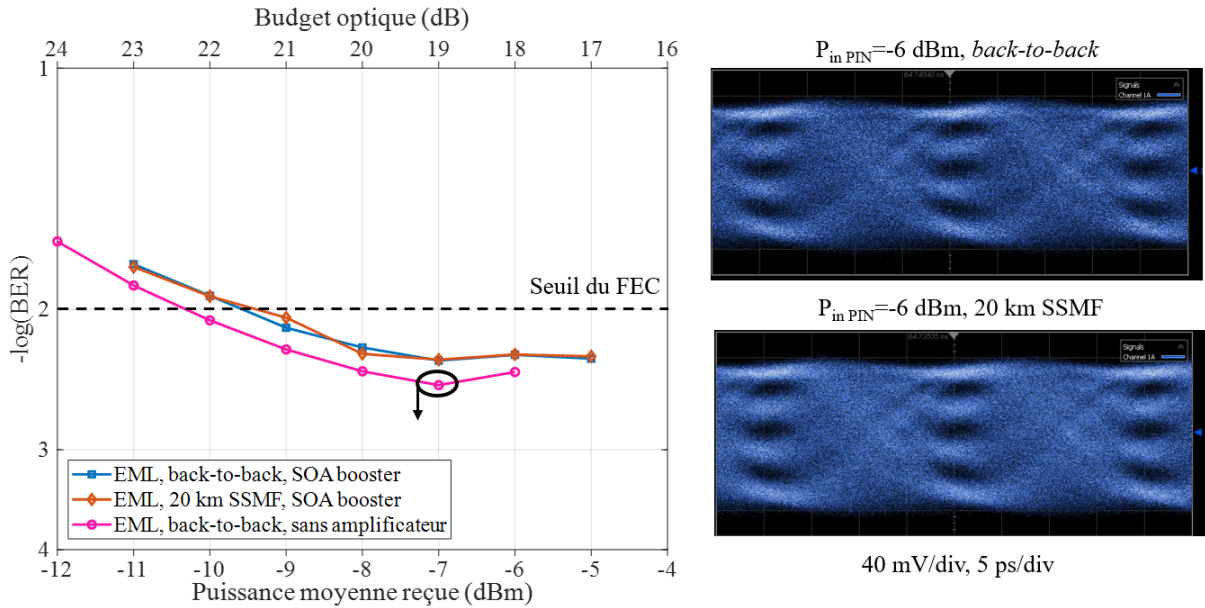 Budget optique (dB)
24 23 22 21 20 19 18 17 16
1
2
3
4
-log(BER)
Seuil du FEC
EML, back-to-back, SOA booster
EML, 20 km SSMF, SOA booster
EML, back-to-back, sans amplificateur
-12 -11 -10 -9 -8 -7 -6 -5 -4
Puissance moyenne reçue (dBm)
P in PIN=-6 dBm, back-to-back
64.74040 ns
Signals
Channel 1A
P in PIN=-6 dBm, 20 km SSMF
Signals
Channel 1A
40 mV/div, 5 ps/div